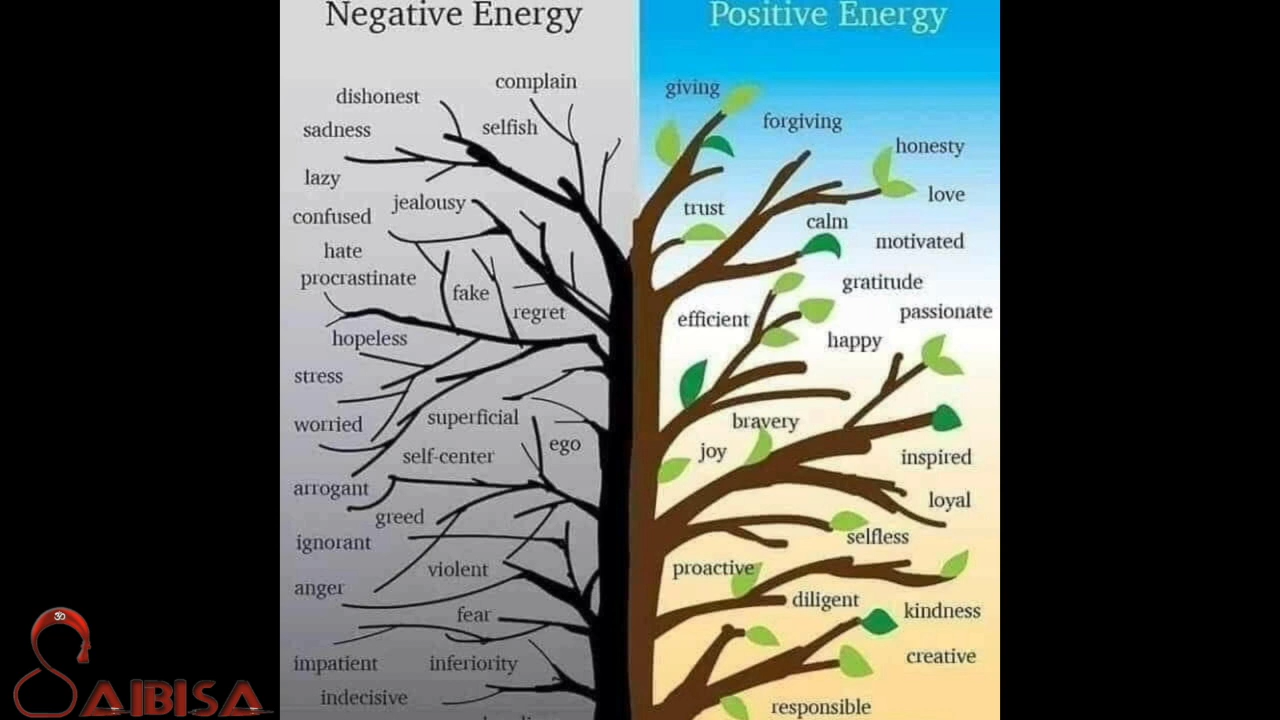 Negative Energy
complain
dishonest
selfish
sadness
lazy
jealousy
confused
hate
procrastinate
fake
regret
hopeless
stress
superficial
worried
ego
self-center
arrogant
greed
ignorant
violent
anger
fear
impatient
inferiority
indecisive
Positive Energy
giving
forgiving
honesty
love
trust
calm
motivated
gratitude
passionate
efficient
happy
bravery
joy
inspired
loyal
selfless
proactive
diligent
kindness
creative
responsible
ॐ
SAIBISA